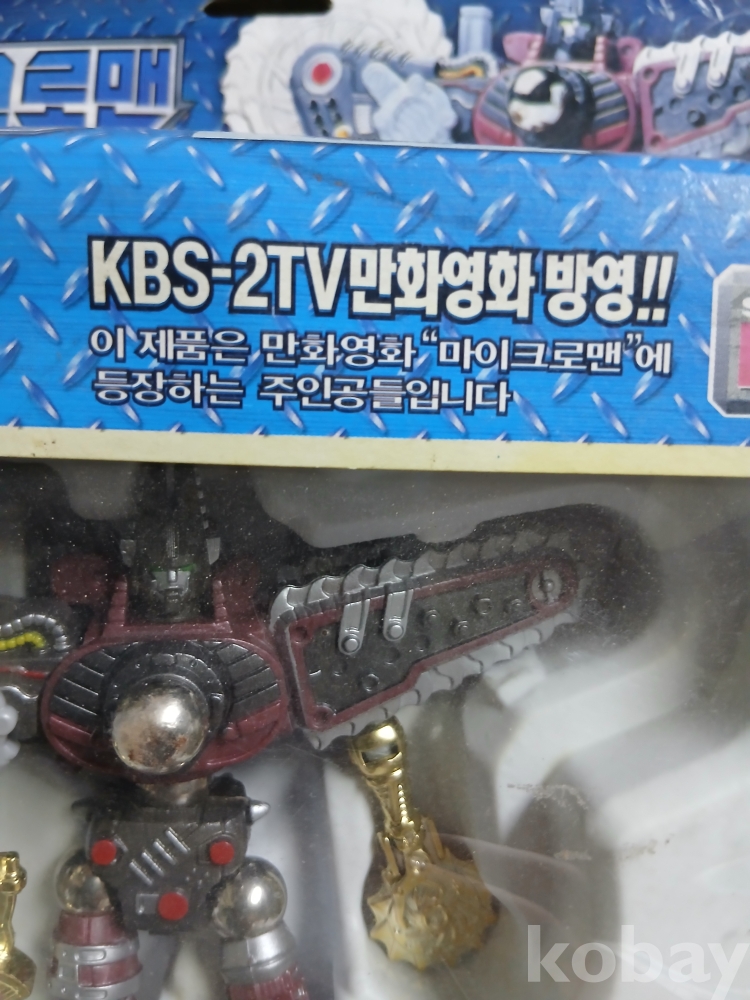 로맨
KBS-2TV만화영화 방영!!
이 제품은 만화영화 "마이크로맨"에
등장하는 주인공들입니다
kobay